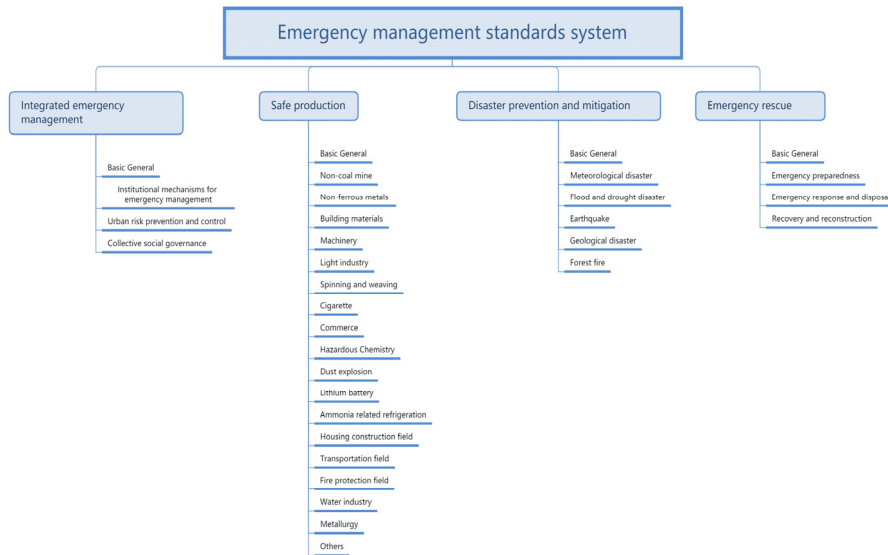 Emergency management standards system
Integrated emergency
management
Basic General
Institutional mechanisms for
emergency management
Urban risk prevention and control
Collective social governance
Safe production
Basic General
Non-coal mine
Non-ferrous metals
Building materials
Machinery
Light industry
Spinning and weaving
Cigarette
Commerce
Hazardous Chemistry
Dust explosion
Lithium battery
Ammonia related refrigeration
Housing construction field
Transportation field
Fire protection field
Water industry
Metallurgy
Others
Disaster prevention and mitigation
Basic General
Meteorological disaster
Flood and drought disaster
Earthquake
Geological disaster
Forest fire
Emergency rescue
Basic General
Emergency preparedness
Emergency response and disposa
Recovery and reconstruction